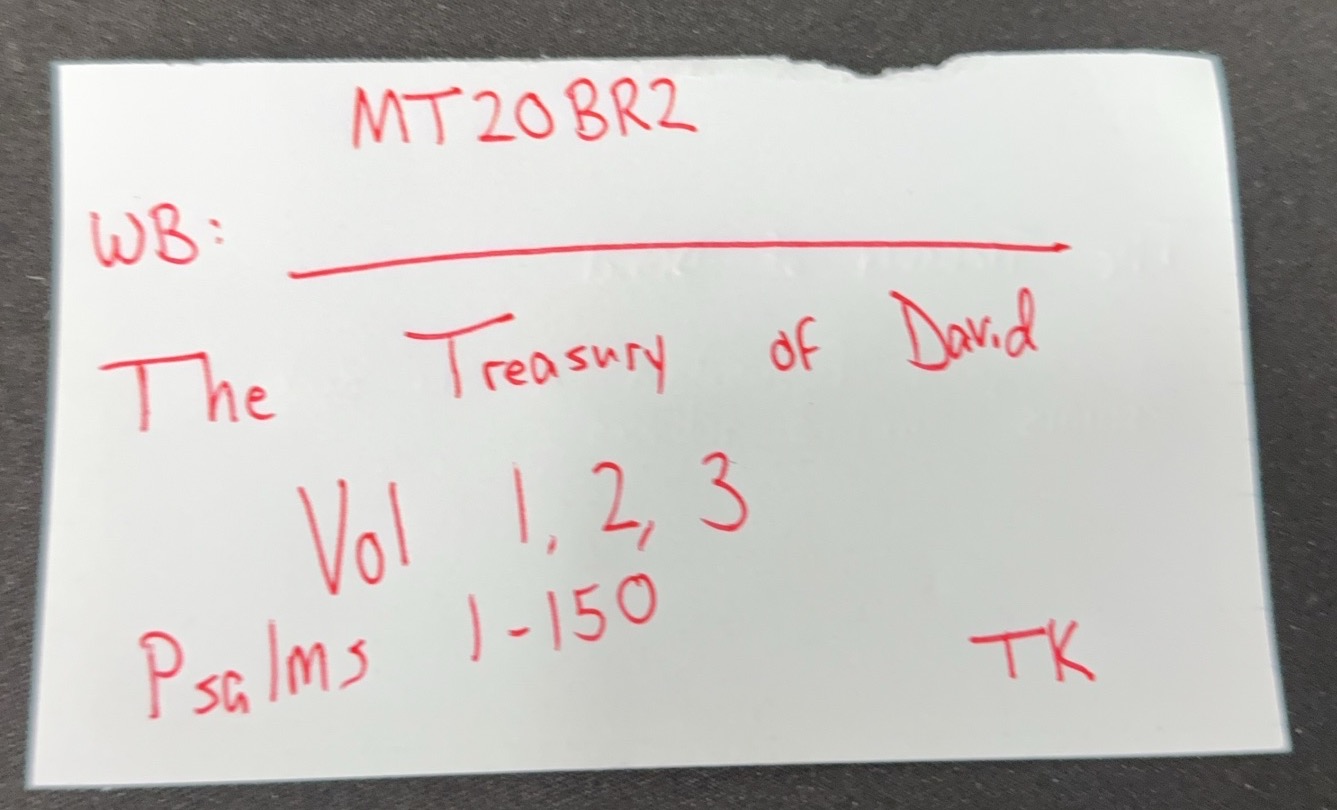 MT20BR2
WB:
The Treasury of David
Vol 1, 2, 3
Psalms 1-150
TK